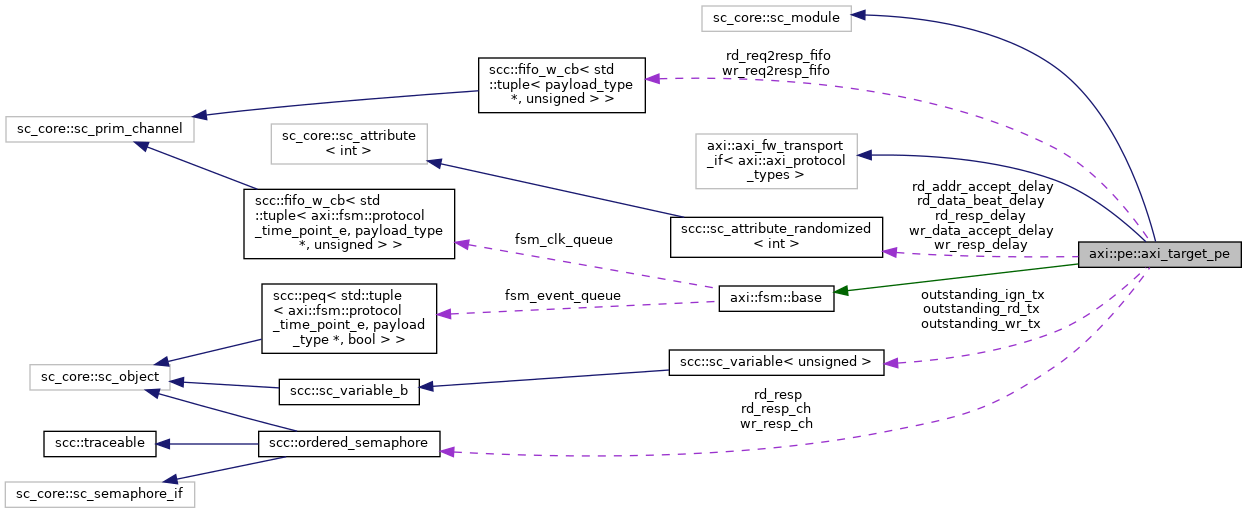 sc_core::sc_module
rd_req2resp_fifo
wr_req2resp_fifo
scc::fifo_w_cb< std
::tuple< payload_type
*, unsigned > >
sc_core::sc_prim_channel
sc_core::sc_attribute
< int >
axi::axi_fw_transport
_if< axi::axi_protocol
_types >
scc::fifo_w_cb< std
::tuple< axi::fsm::protocol
_time_point_e, payload_type
*, unsigned > >
rd_addr_accept_delay
rd_data_beat_delay
rd_resp_delay
wr_data_accept_delay
wr_resp_delay
scc::sc_attribute_randomized
< int >
axi::pe::axi_target_pe
fsm_clk_queue
axi::fsm::base
fsm_event_queue
scc::peq< std::tuple
< axi::fsm::protocol
_time_point_e, payload
_type *, bool > >
outstanding_ign_tx
outstanding_rd_tx
outstanding_wr_tx
scc::sc_variable< unsigned >
sc_core::sc_object
scc::sc_variable_b
rd_resp
rd_resp_ch
wr_resp_ch
scc::traceable
scc::ordered_semaphore
sc_core::sc_semaphore_if